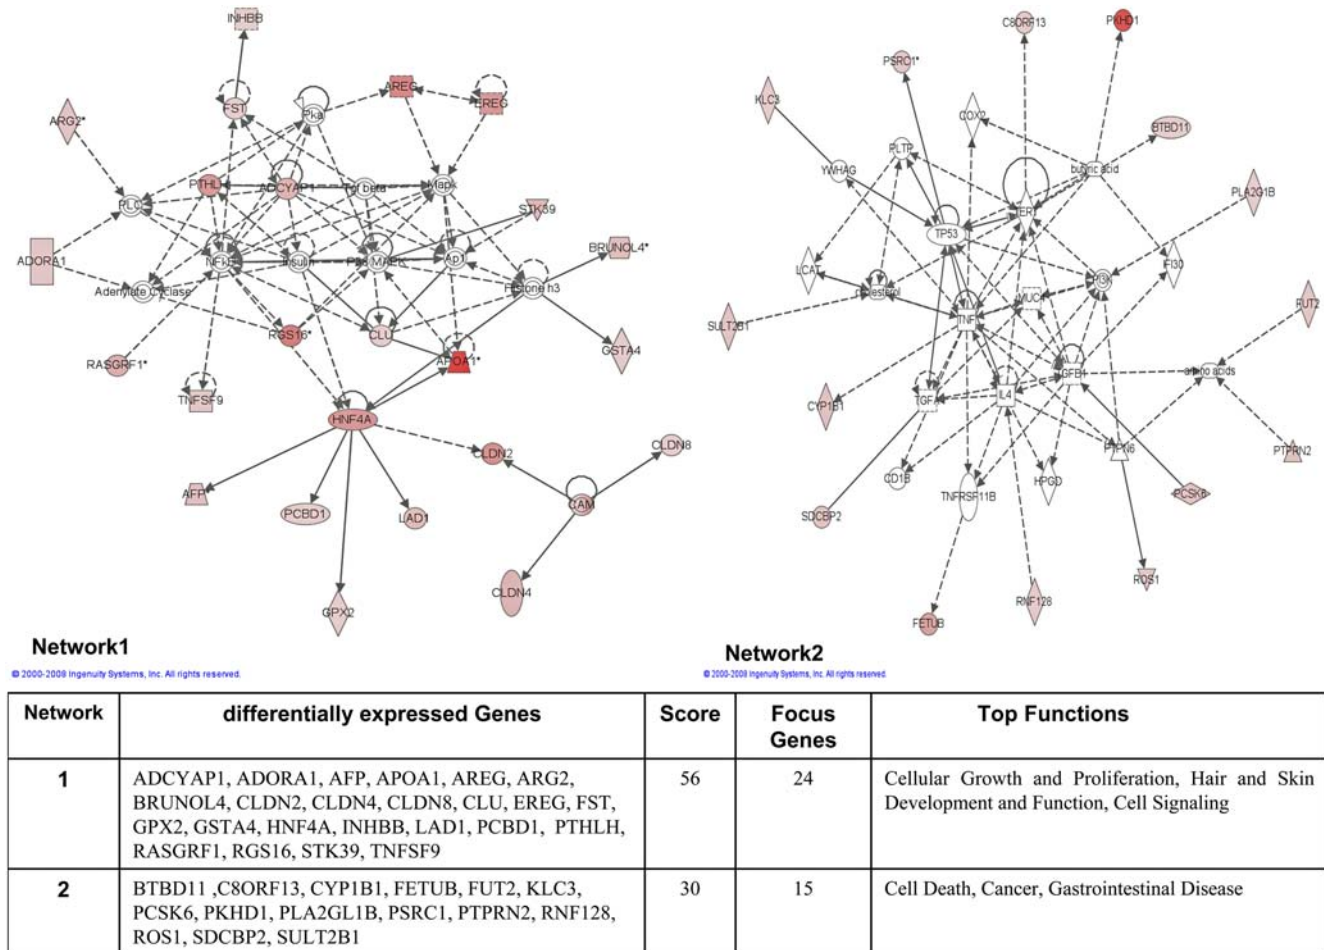 INHBB
AREG
EREG
FST
Pka
ARG2*
PTHL
ADCYAP1
Tgf beta
Mapk
PLC
STK39
BRUNOL4*
ADORA1
Insulin
P38 MAPK
Ap1
Adenylate Cyclase
Histone h3
RGS16*
CLU
RASGRF1*
APOA1*
GSTA4
TNFSF9
HNF4A
CLDN2
CLDN8
AFP
PCBD1
LAD1
CAM
CLDN4
GPX2
Network1
© 2000-2008 Ingenuity Systems, Inc. All rights reserved.
C8ORF13
PKHD1
PSRC1*
KLC3
COX2
BTBD11
PLTP
YWHAG
butyric acid
PLA2G1B
TP53
LCAT
cholesterol
PI3K
FI30
MUC
TNF
SULT2B1
FUT2
amino acids
CYP1B1
TGFA
IL4
PTPN6
PTPRN2
CD1B
HPGD
TNFRSF11B
PCSK6
SDCBP2
ROS1
RNF128
FETUB
Network2
© 2000-2008 Ingenuity Systems, Inc. All rights reserved.
Network differentially expressed Genes Score Focus Genes Top Functions
1 ADCYAP1, ADORA1, AFP, APOA1, AREG, ARG2, 56 24 Cellular Growth and Proliferation, Hair and Skin
BRUNOL4, CLDN2, CLDN4, CLDN8, CLU, EREG, FST, Development and Function, Cell Signaling
GPX2, GSTA4, HNF4A, INHBB, LAD1, PCBD1, PTHLH,
RASGRF1, RGS16, STK39, TNFSF9
2 BTBD11 ,C8ORF13, CYP1B1, FETUB, FUT2, KLC3, 30 15 Cell Death, Cancer, Gastrointestinal Disease
PCSK6, PKHD1, PLA2GL1B, PSRC1, PTPRN2, RNF128,
ROS1, SDCBP2, SULT2B1